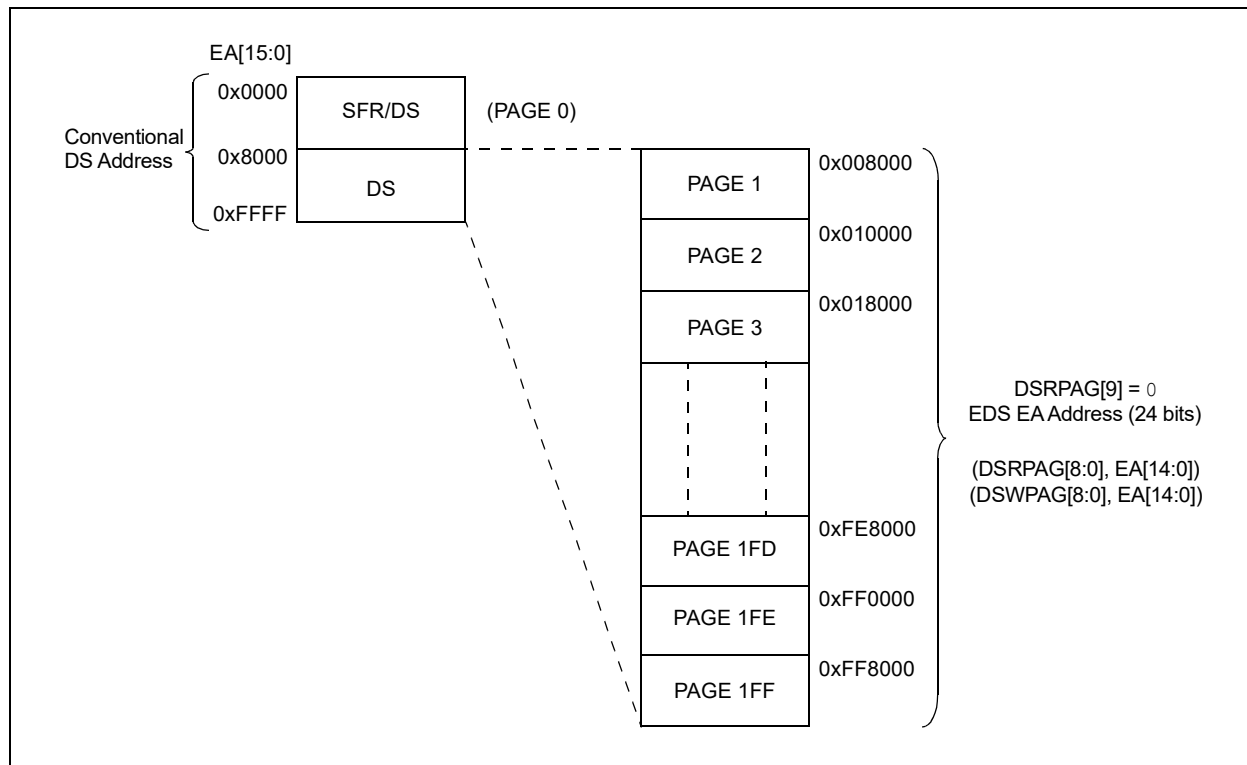 EA[15:0]
0x0000
SFR/DS
(PAGE 0)
Conventional
DS Address
0x8000
DS
0xFFFF
PAGE 1
0x008000
PAGE 2
0x010000
PAGE 3
0x018000
DSRPAG[9] = 0
EDS EA Address (24 bits)
(DSRPAG[8:0], EA[14:0])
(DSWPAG[8:0], EA[14:0])
PAGE 1FD
0xFE8000
PAGE 1FE
0xFF0000
PAGE 1FF
0xFF8000